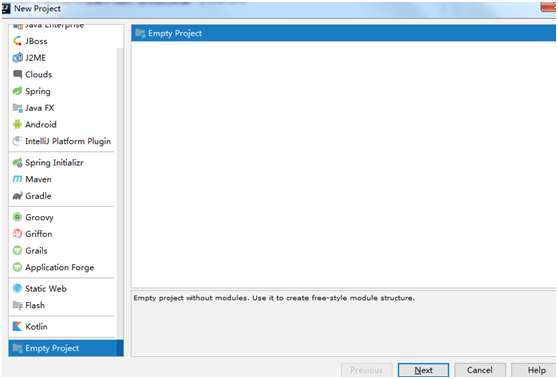 New Project
Java Enterprise
JBoss
J2ME
Clouds
Spring
Java FX
Android
IntelliJ Platform Plugin
Spring Initializr
Maven
Gradle
Groovy
Griffon
Grails
Application Forge
Static Web
Flash
Kotlin
Empty Project
Empty Project
Empty project without modules. Use it to create free-style module structure.
Previous
Next
Cancel
Help